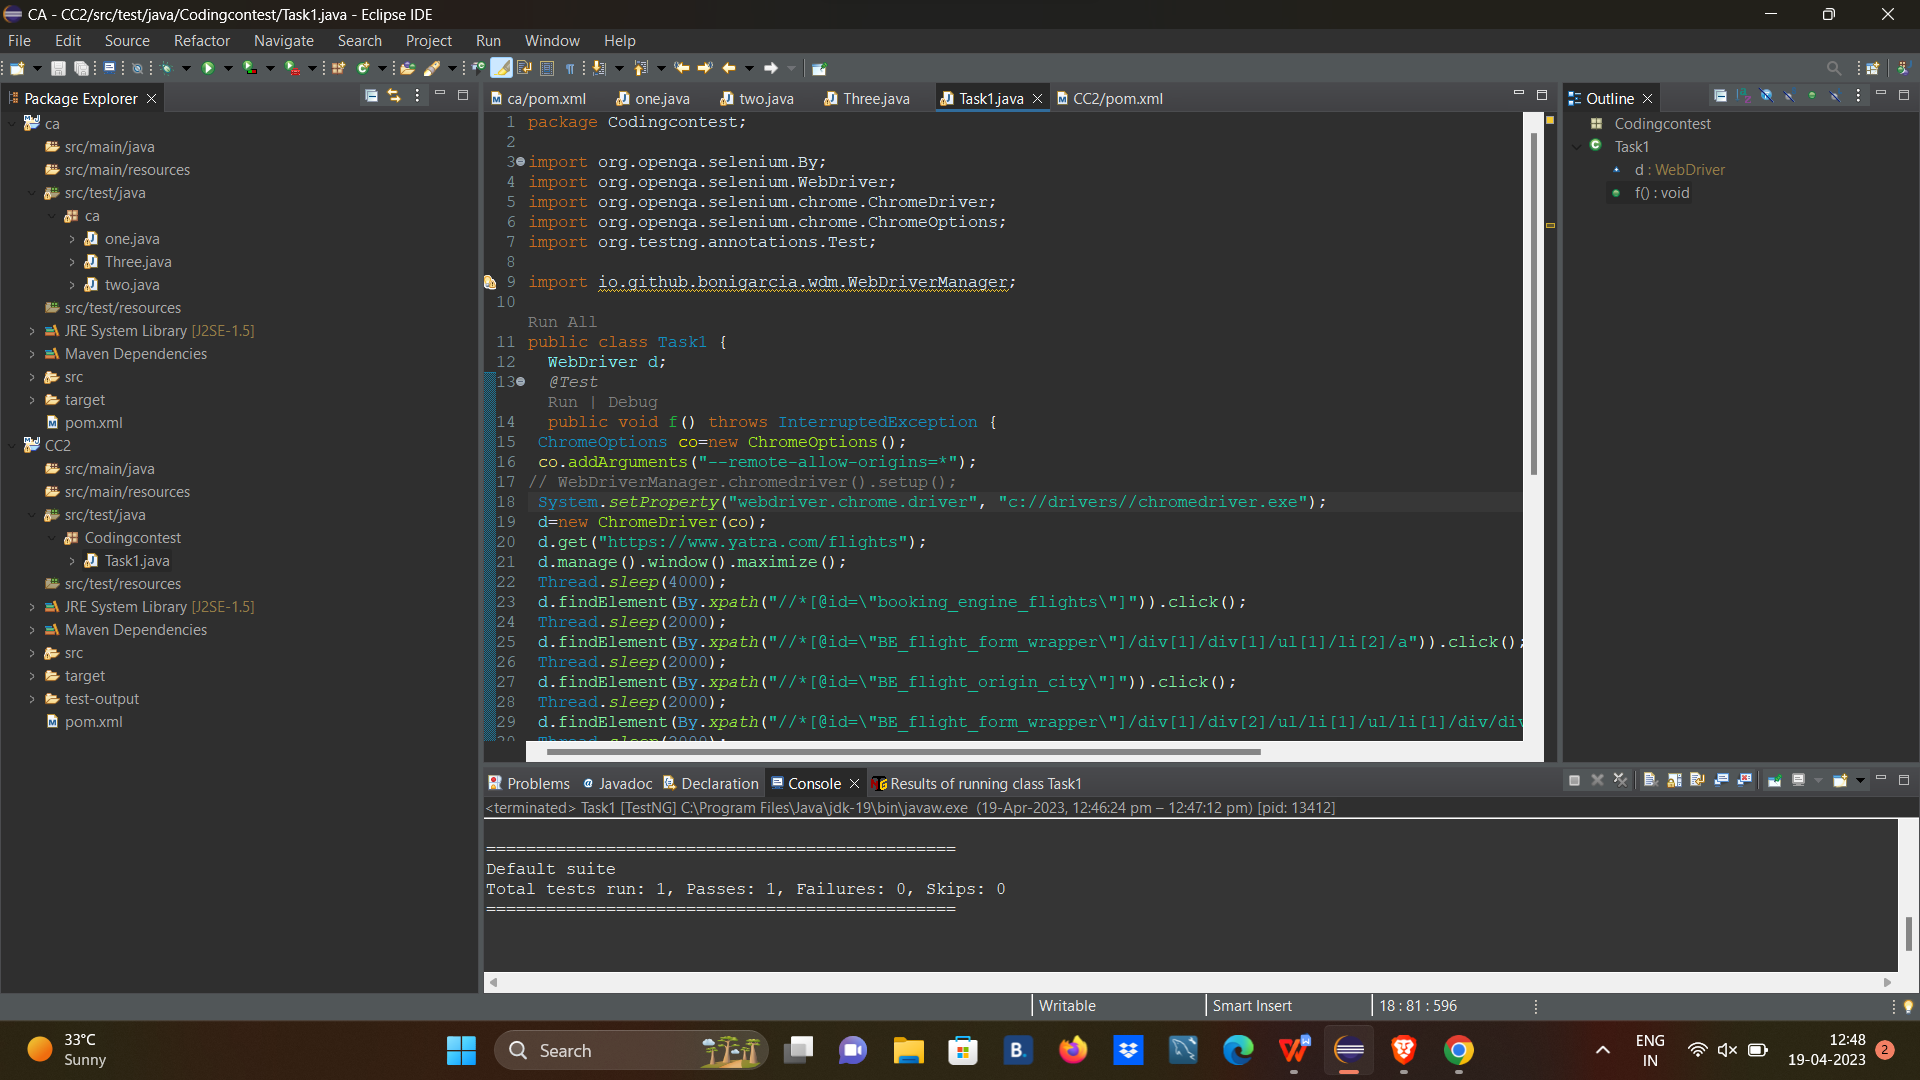 CA - CC2/src/test/java/Codingcontest/Task1.java - Eclipse IDE
File Edit Source Refactor Navigate Search Project Run Window Help
Package Explorer
ca
src/main/java
src/main/resources
src/test/java
ca
one.java
Three.java
two.java
src/test/resources
JRE System Library [J2SE-1.5]
Maven Dependencies
src
target
pom.xml
CC2
src/main/java
src/main/resources
src/test/java
Codingcontest
Task1.java
src/test/resources
JRE System Library [J2SE-1.5]
Maven Dependencies
src
target
test-output
pom.xml
ca/pom.xml one.java two.java Three.java Task1.java CC2/pom.xml
1 package Codingcontest;
2
3 import org.openqa.selenium.By;
4 import org.openqa.selenium.WebDriver;
5 import org.openqa.selenium.chrome.ChromeDriver;
6 import org.openqa.selenium.chrome.ChromeOptions;
7 import org.testng.annotations.Test;
8
9 import io.github.bonigarcia.wdm.WebDriverManager;
10
Run All
11 public class Task1 {
12 WebDriver d;
13 @Test
Run | Debug
14 public void f() throws InterruptedException {
15 ChromeOptions co=new ChromeOptions();
16 co.addArguments("--remote-allow-origins=*");
17 // WebDriverManager.chromedriver().setup();
18 System.setProperty("webdriver.chrome.driver", "c://drivers//chromedriver.exe");
19 d=new ChromeDriver(co);
20 d.get("https://www.yatra.com/flights");
21 d.manage().window().maximize();
22 Thread.sleep(4000);
23 d.findElement(By.xpath("//*[@id=\"booking_engine_flights\"]")).click();
24 Thread.sleep(2000);
25 d.findElement(By.xpath("//*[@id=\"BE_flight_form_wrapper\"]/div[1]/div[1]/ul[1]/li[2]/a")).click();
26 Thread.sleep(2000);
27 d.findElement(By.xpath("//*[@id=\"BE_flight_origin_city\"]")).click();
28 Thread.sleep(2000);
29 d.findElement(By.xpath("//*[@id=\"BE_flight_form_wrapper\"]/div[1]/div[2]/ul/li[1]/ul/li[1]/div/div
Outline
Codingcontest
Task1
d : WebDriver
f() : void
Problems Javadoc Declaration Console Results of running class Task1
<terminated> Task1 [TestNG] C:\Program Files\Java\jdk-19\bin\javaw.exe (19-Apr-2023, 12:46:24 pm – 12:47:12 pm) [pid: 13412]
===============================================
Default suite
Total tests run: 1, Passes: 1, Failures: 0, Skips: 0
===============================================
Writable Smart Insert 18 : 81 : 596
33°C
Sunny
Search
B.
ENG
IN
12:48
19-04-2023
2